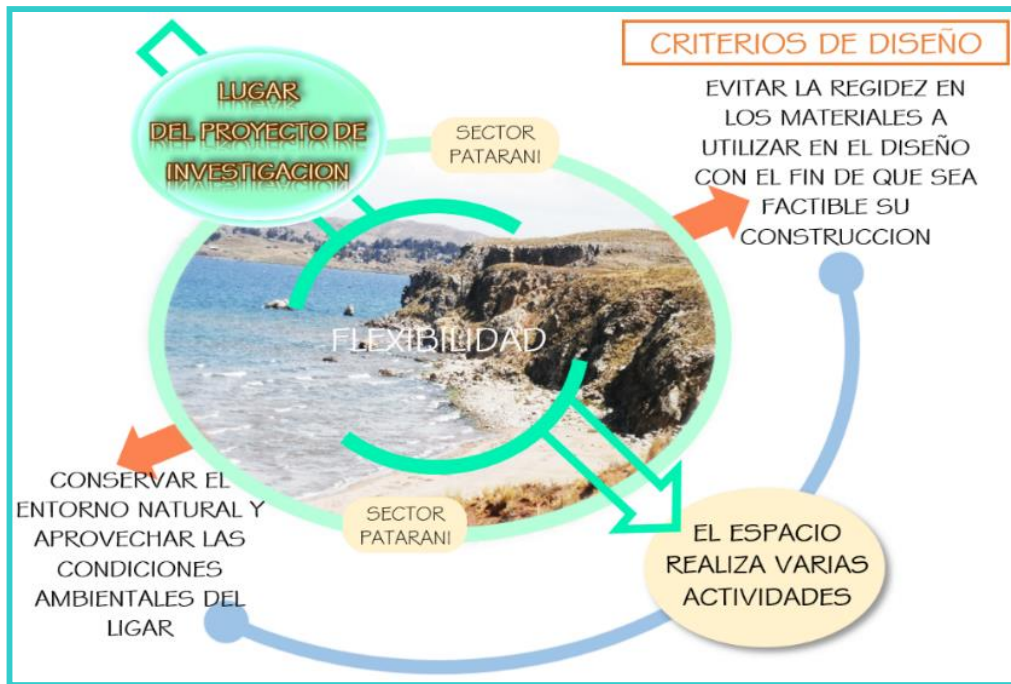 CRITERIOS DE DISEÑO
LUGAR
DEL PROYECTO DE
INVESTIGACION
SECTOR
PATARANI
EVITAR LA REGIDEZ EN
LOS MATERIALES A
UTILIZAR EN EL DISEÑO
CON EL FIN DE QUE SEA
FACTIBLE SU
CONSTRUCCION
FLEXIBILIDAD
CONSERVAR EL
ENTORNO NATURAL Y
APROVECHAR LAS
CONDICIONES
AMBIENTALES DEL
LIGAR
SECTOR
PATARANI
EL ESPACIO
REALIZA VARIAS
ACTIVIDADES